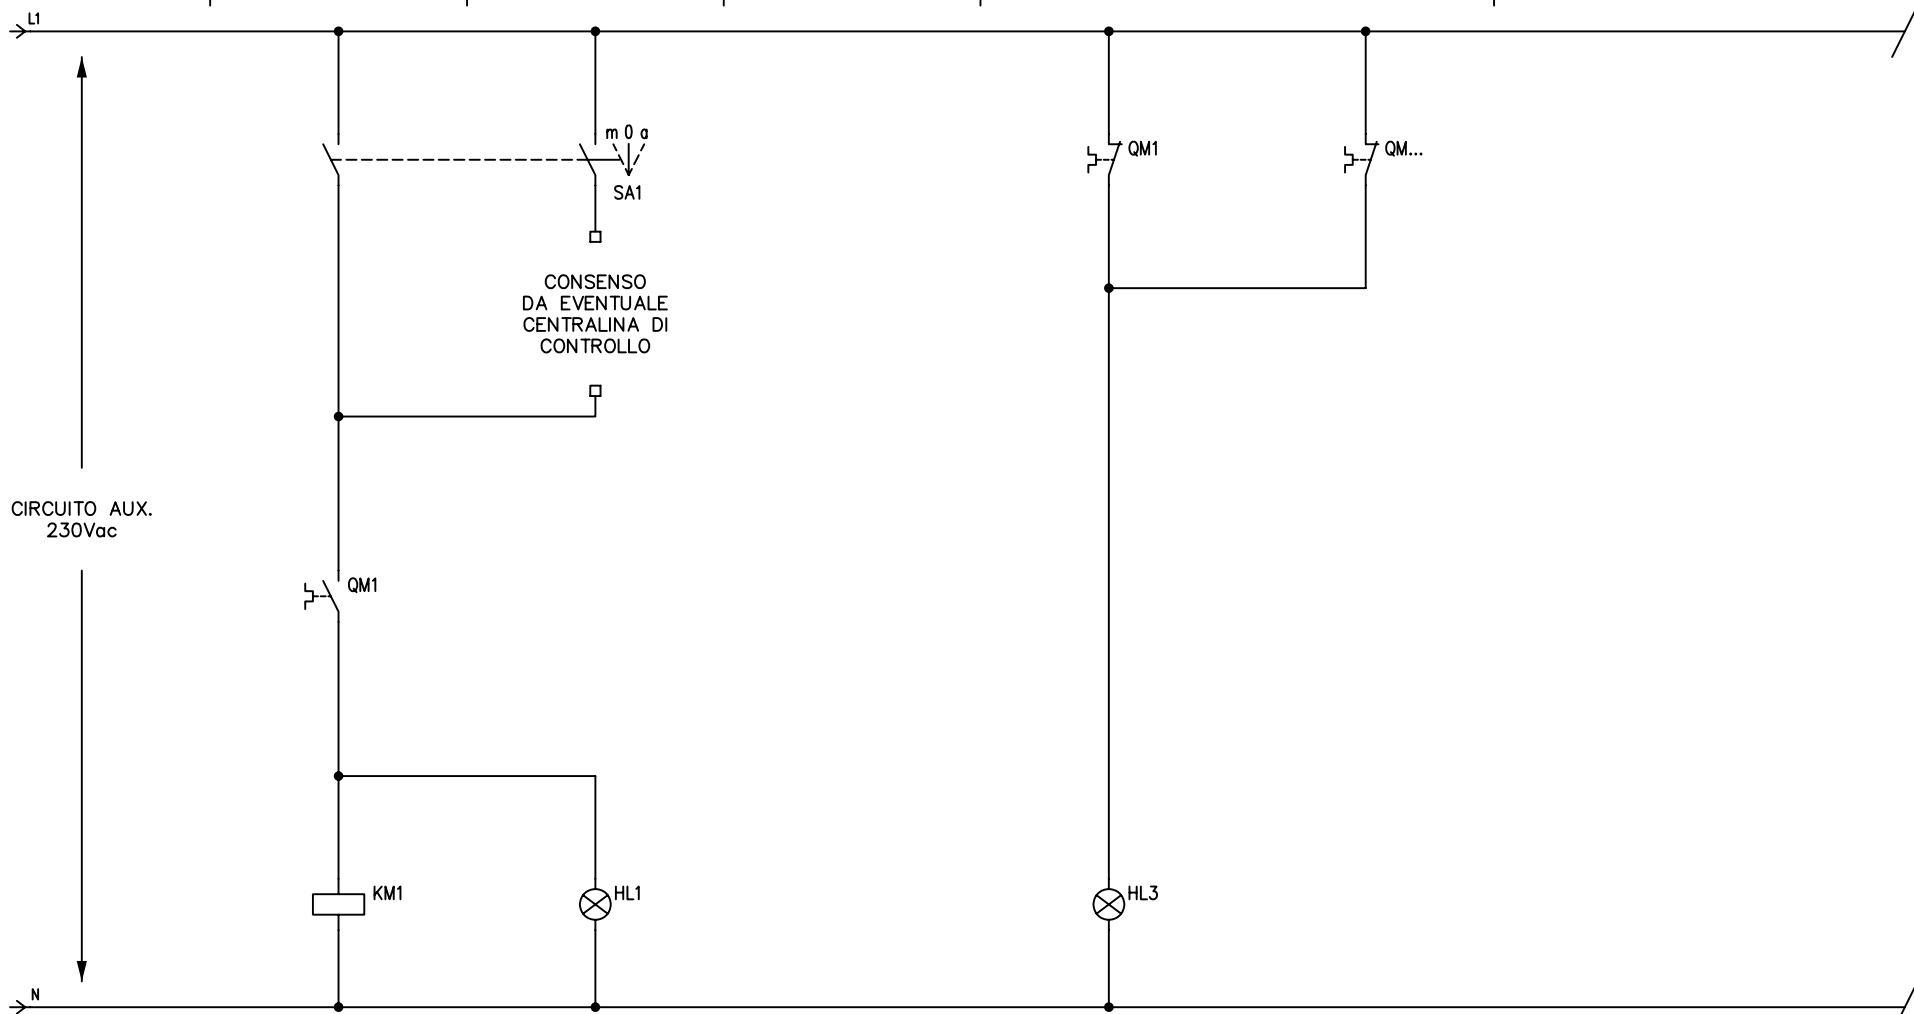 L1
m 0 a
QM1
QM...
SA1
CONSENSO
DA EVENTUALE
CENTRALINA DI
CONTROLLO
CIRCUITO AUX.
230Vac
QM1
KM1
HL1
HL3
N